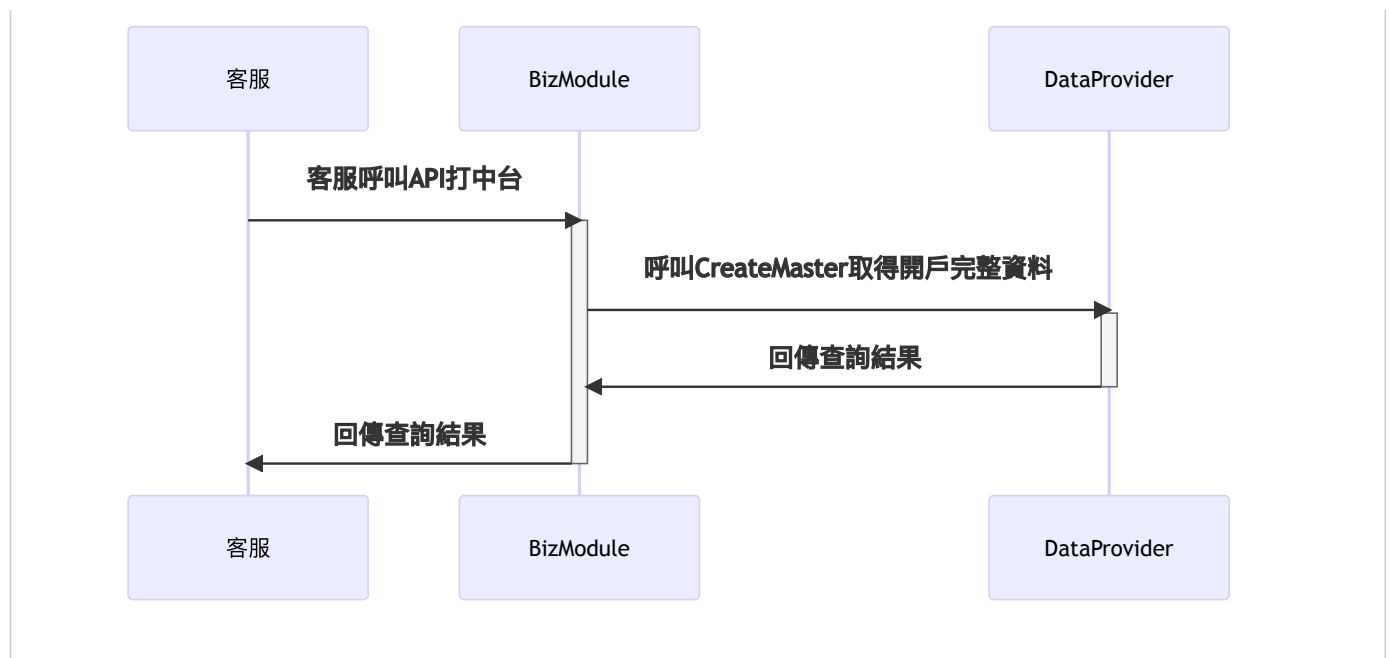 客服
BizModule
DataProvider
客服呼叫API打中台
呼叫CreateMaster取得開戶完整資料
回傳查詢結果
回傳查詢結果
客服
BizModule
DataProvider